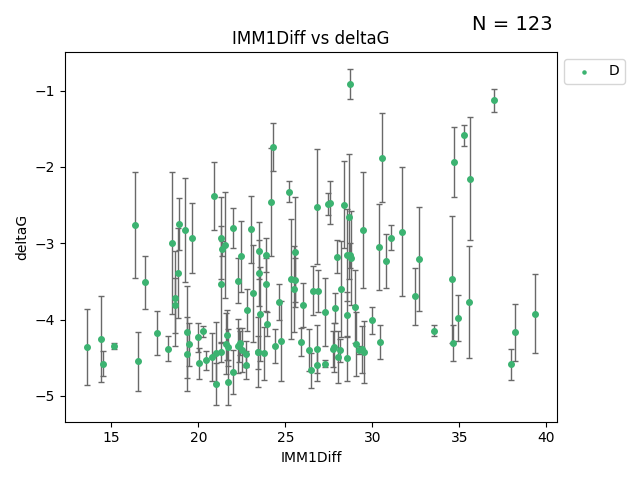 N = 123
IMM1Diff vs deltaG
D
deltaG
−1
−2
−3
−4
−5
15 20 25 30 35 40
IMM1Diff